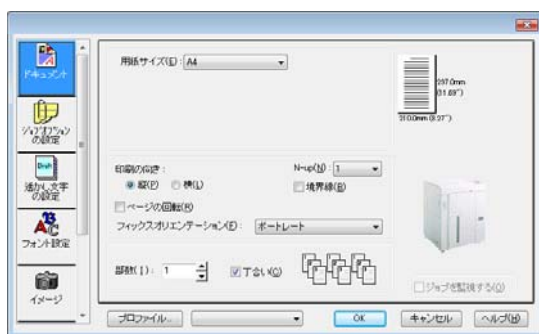 ドキュメント
ジョブオプション
の設定
Draft
透かし文字
の設定
フォント設定
イメージ
用紙サイズ(E): A4
297.0mm
(11.69")
210.0mm (8.27")
印刷の向き:
縦(P) 横(L)
N-up(N): 1
境界線(B)
ページの回転(R)
フィックスオリエンテーション(F): ポートレート
部数(I): 1
丁合い(C)
ジョブを監視する(O)
プロファイル...
OK
キャンセル
ヘルプ(H)